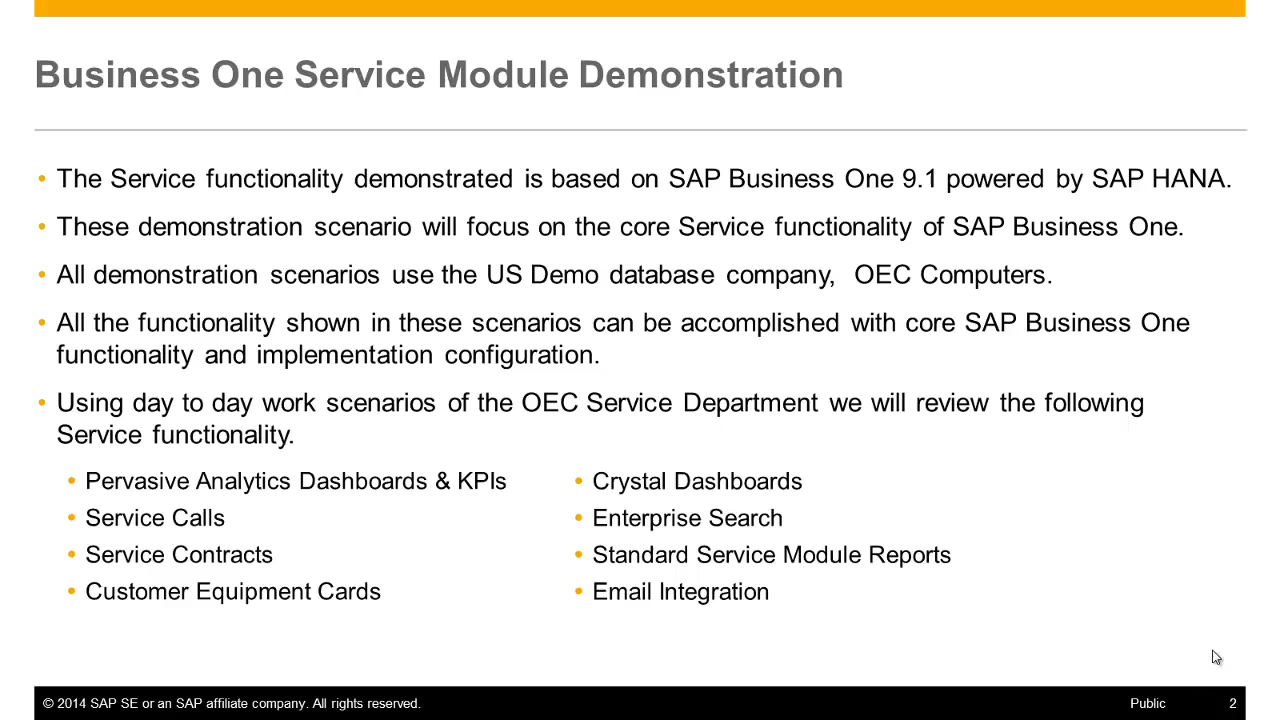 Business One Service Module Demonstration
• The Service functionality demonstrated is based on SAP Business One 9.1 powered by SAP HANA.
• These demonstration scenario will focus on the core Service functionality of SAP Business One.
• All demonstration scenarios use the US Demo database company, OEC Computers.
• All the functionality shown in these scenarios can be accomplished with core SAP Business One
functionality and implementation configuration.
• Using day to day work scenarios of the OEC Service Department we will review the following
Service functionality.
• Pervasive Analytics Dashboards & KPIs
• Service Calls
• Service Contracts
• Customer Equipment Cards
• Crystal Dashboards
• Enterprise Search
• Standard Service Module Reports
• Email Integration
© 2014 SAP SE or an SAP affiliate company. All rights reserved.
Public
2